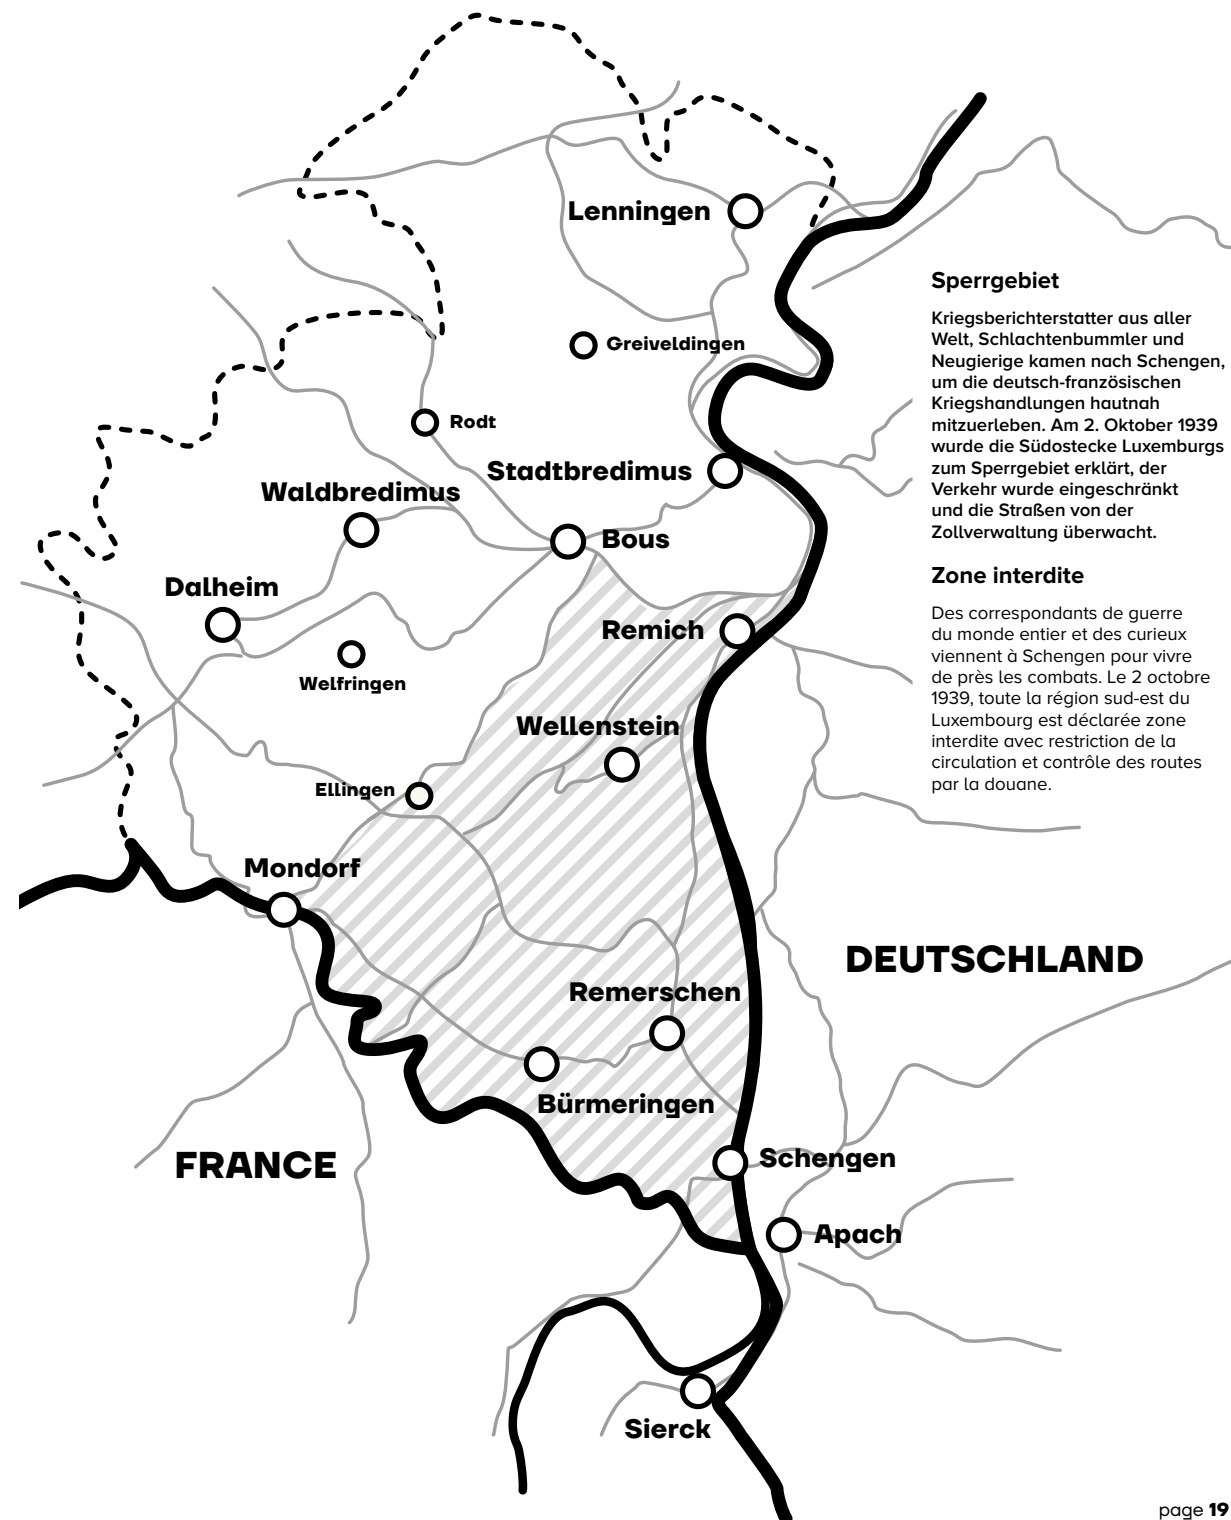 Lenningen
Sperrgebiet
Kriegsberichterstatter aus aller
Welt, Schlachtenbummler und
Neugierige kamen nach Schengen,
um die deutsch-französischen
Kriegshandlungen hautnah
mitzuerleben. Am 2. Oktober 1939
wurde die Südostecke Luxemburgs
zum Sperrgebiet erklärt, der
Verkehr wurde eingeschränkt
und die Straßen von der
Zollverwaltung überwacht.
Zone interdite
Des correspondants de guerre
du monde entier et des curieux
viennent à Schengen pour vivre
de près les combats. Le 2 octobre
1939, toute la région sud-est du
Luxembourg est déclarée zone
interdite avec restriction de la
circulation et contrôle des routes
par la douane.
Greiveldingen
Rodt
Stadtbredimus
Waldbredimus
Bous
Dalheim
Remich
Welfringen
Wellenstein
Ellingen
Mondorf
DEUTSCHLAND
Remerschen
Bürmeringen
FRANCE
Schengen
Apach
Sierck
page 19